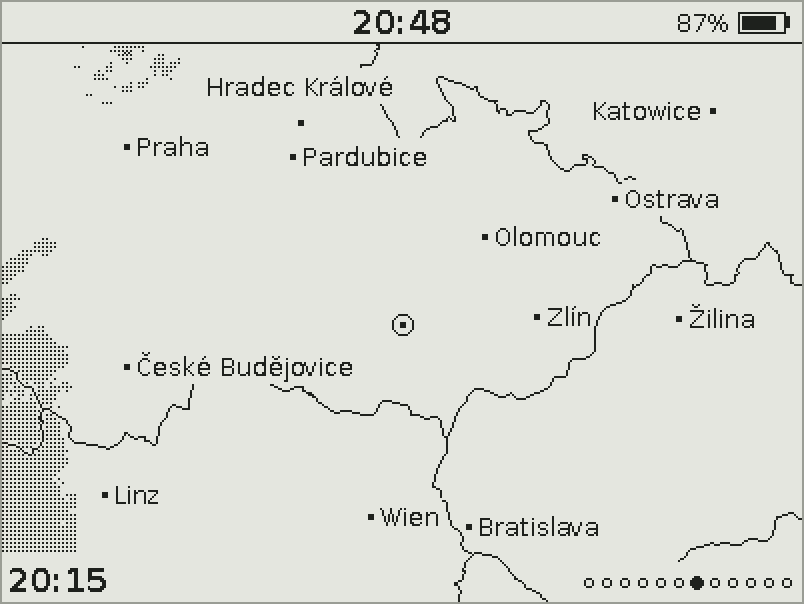 20:48
87%
Hradec Králové
Katowice
Praha
Pardubice
Ostrava
Olomouc
Zlín
Žilina
České Budějovice
Linz
Wien
Bratislava
20:15